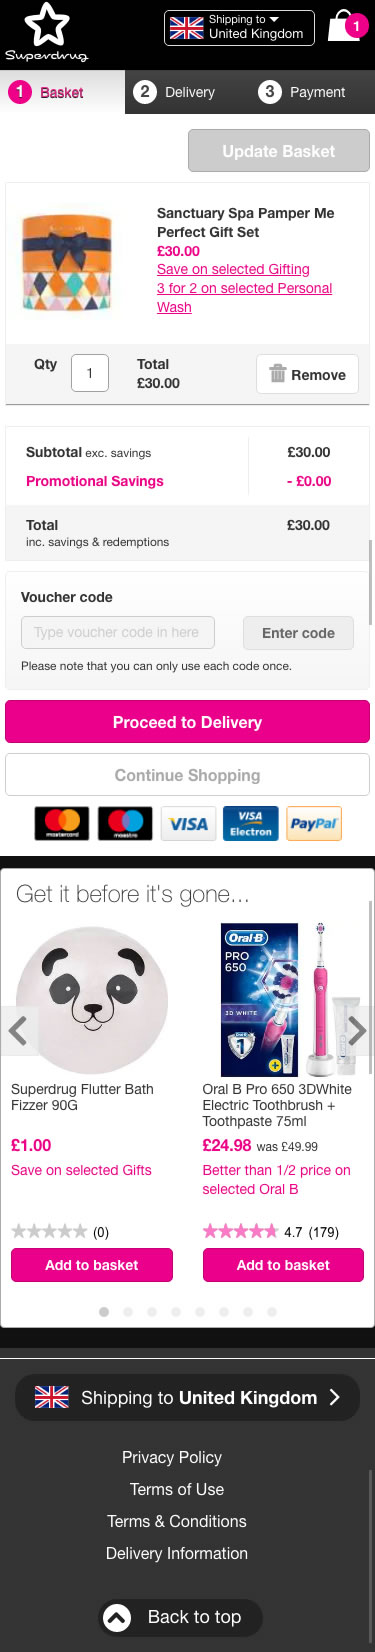 Superdrug
Shipping to
United Kingdom
1
1 Basket
2 Delivery
3 Payment
Update Basket
Sanctuary Spa Pamper Me
Perfect Gift Set
£30.00
Save on selected Gifting
3 for 2 on selected Personal
Wash
Qty
1
Total
£30.00
Remove
Subtotal exc. savings £30.00
Promotional Savings - £0.00
Total £30.00
inc. savings & redemptions
Voucher code
Type voucher code in here
Enter code
Please note that you can only use each code once.
Proceed to Delivery
Continue Shopping
mastercard
maestro
VISA
VISA
Electron
PayPal
Get it before it's gone...
Oral-B
PRO
650
3D WHITE
1
Superdrug Flutter Bath
Fizzer 90G
£1.00
Save on selected Gifts
(0)
Add to basket
Oral B Pro 650 3DWhite
Electric Toothbrush +
Toothpaste 75ml
£24.98 was £49.99
Better than 1/2 price on
selected Oral B
4.7 (179)
Add to basket
Shipping to United Kingdom
Privacy Policy
Terms of Use
Terms & Conditions
Delivery Information
Back to top